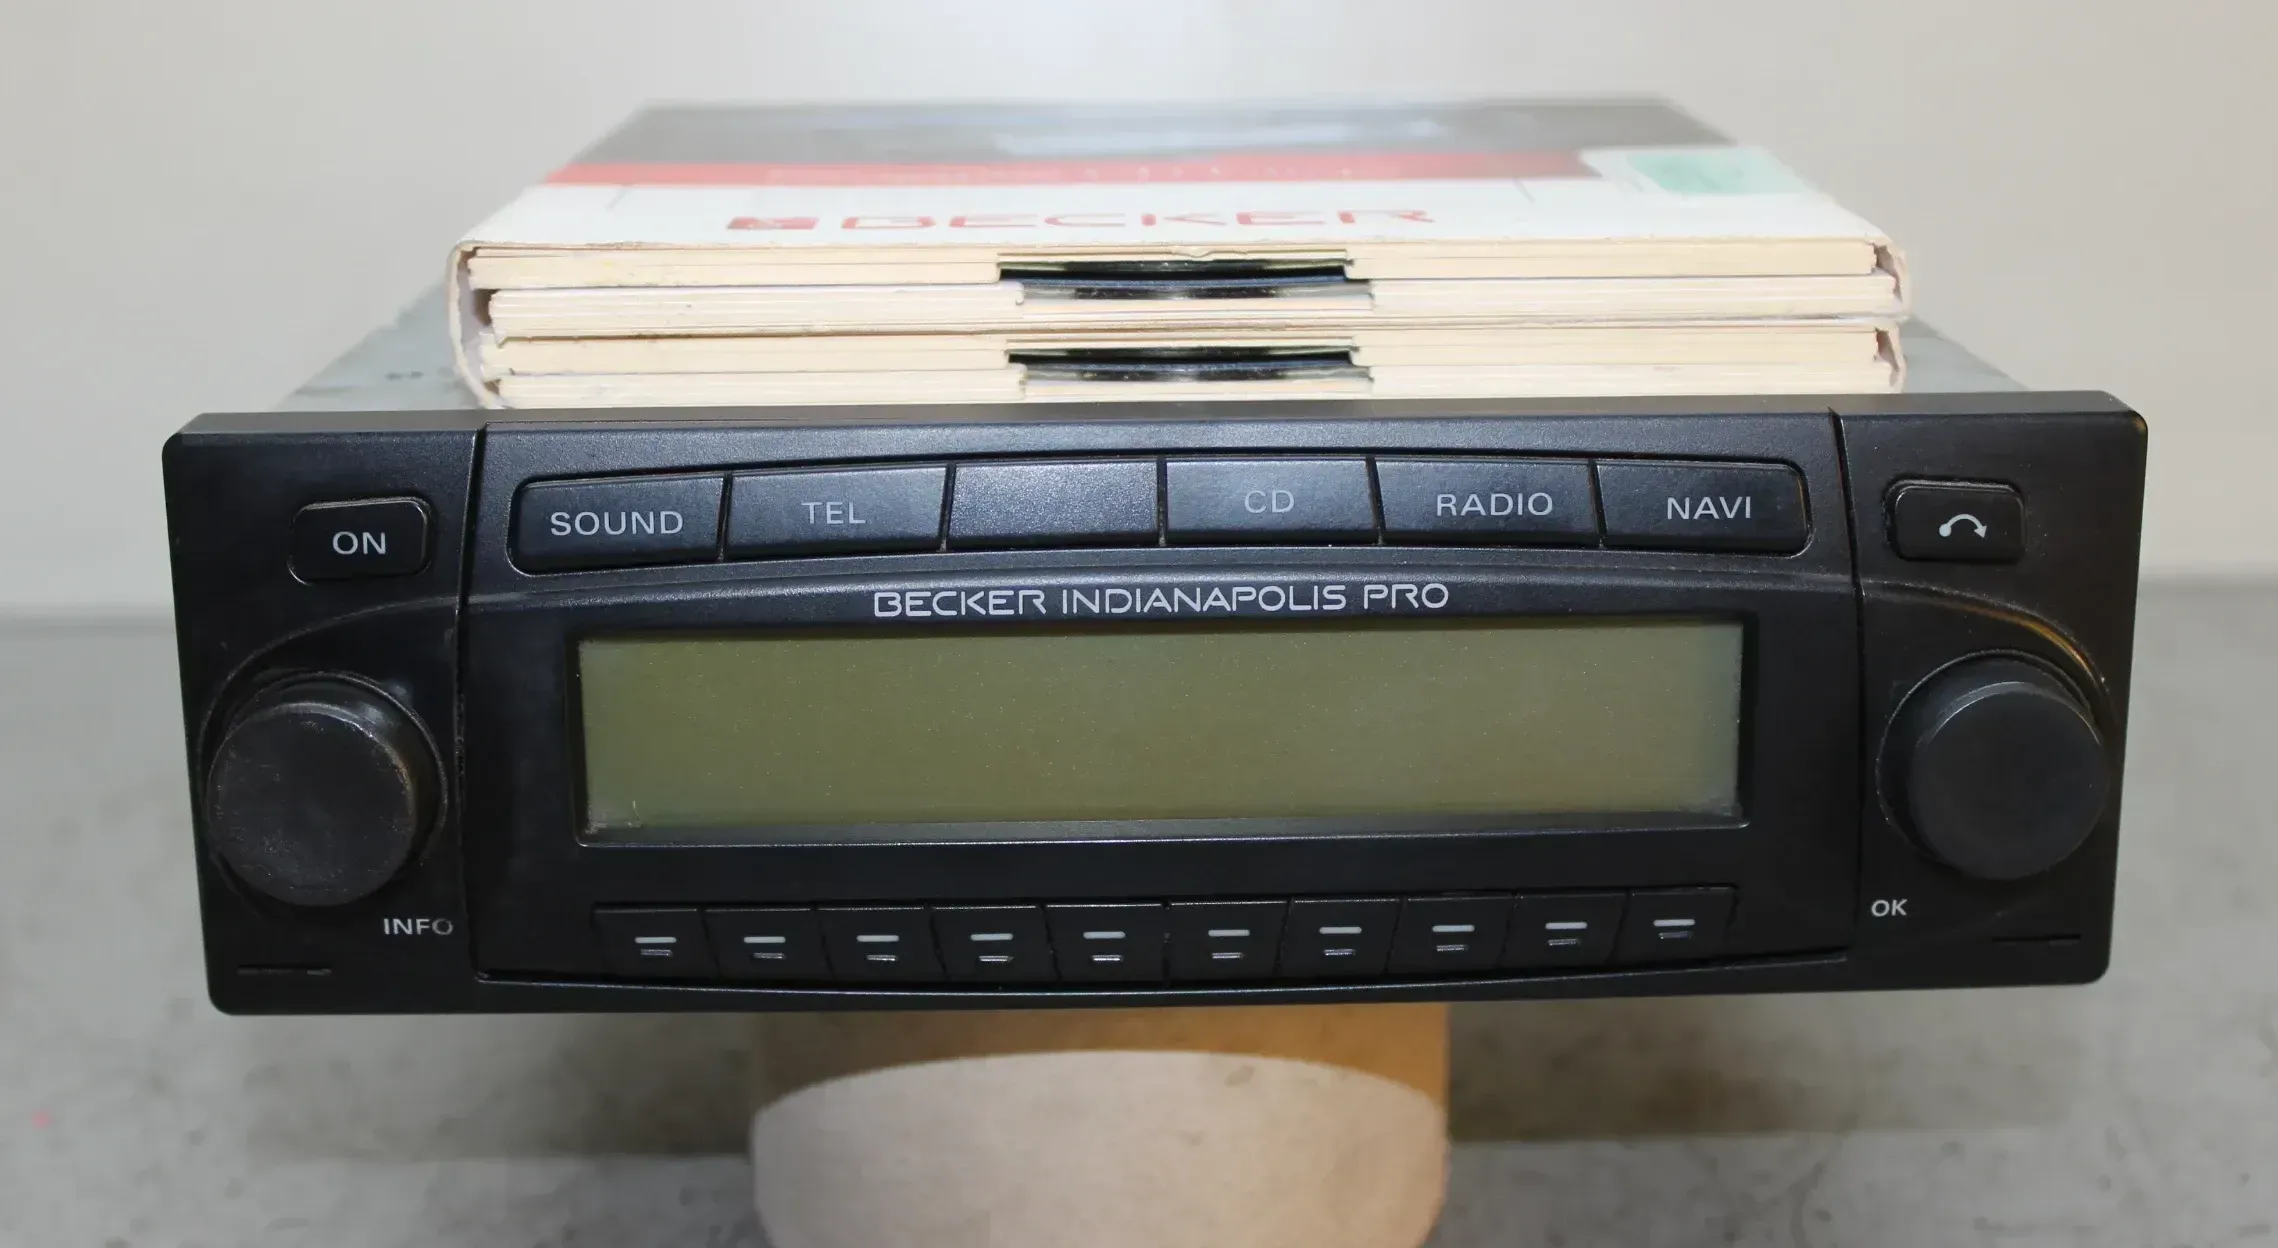 BECKER
ON
SOUND
TEL
CD
RADIO
NAVI
BECKER INDIANAPOLIS PRO
INFO
OK